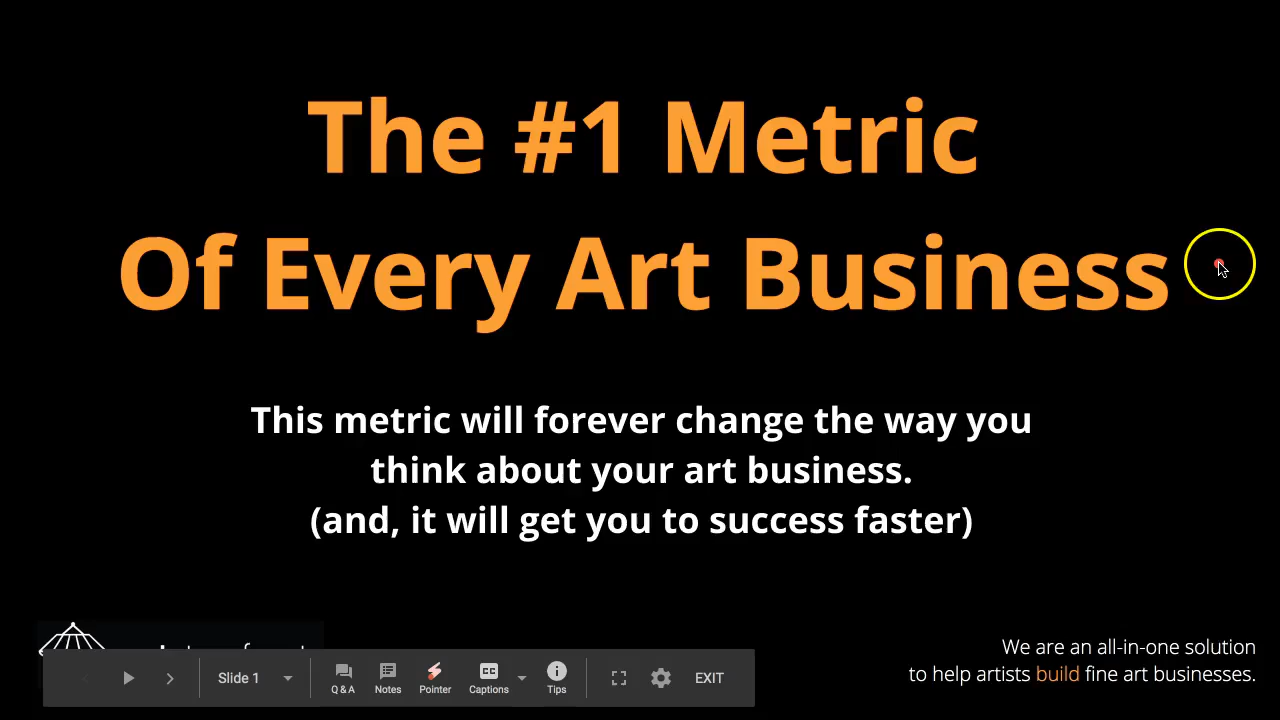 The #1 Metric
Of Every Art Business
This metric will forever change the way you
think about your art business.
(and, it will get you to success faster)
We are an all-in-one solution
to help artists build fine art businesses.
Slide 1
Q & A
Notes
Pointer
CC
Captions
Tips
EXIT